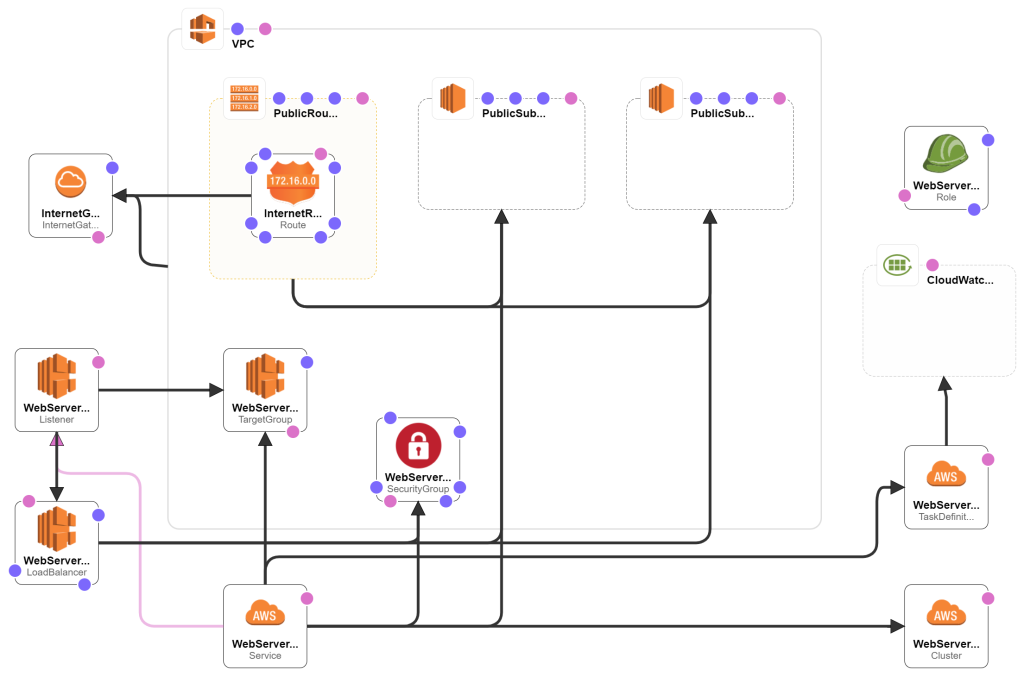 VPC
172.16.0.0
172.16.1.0
172.16.2.0
PublicRou...
PublicSub...
PublicSub...
172.16.0.0
InternetR...
Route
InternetG...
InternetGat...
WebServer...
Role
CloudWatc...
WebServer...
Listener
WebServer...
TargetGroup
WebServer...
SecurityGroup
AWS
WebServer...
TaskDefinit...
WebServer...
LoadBalancer
AWS
WebServer...
Service
AWS
WebServer...
Cluster